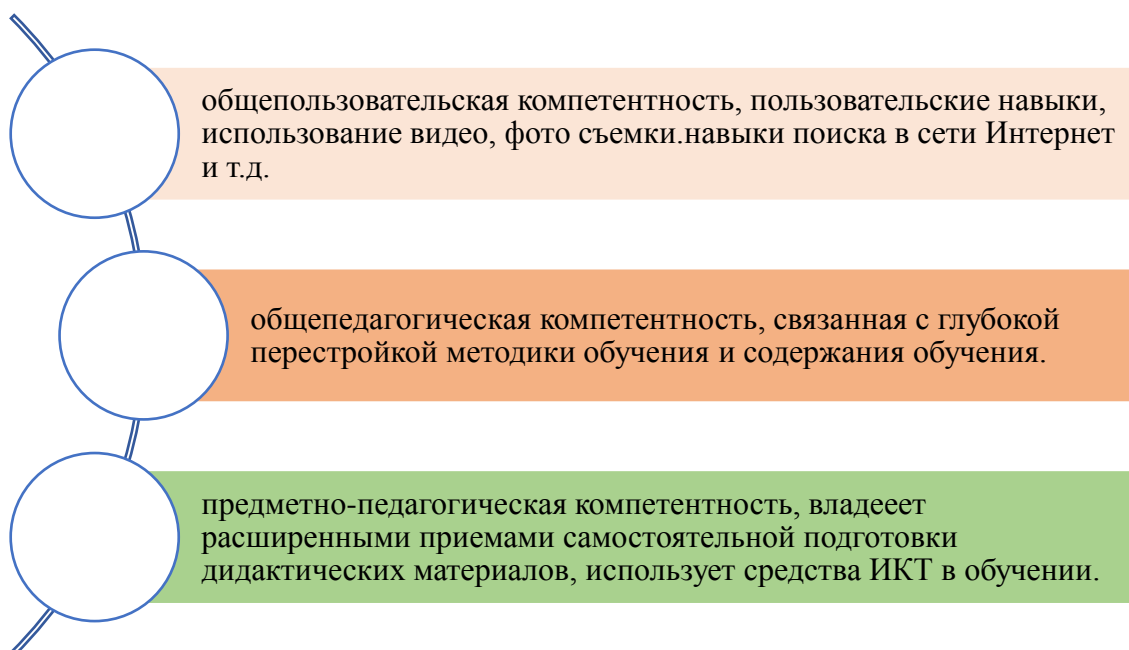 общепользовательская компетентность, пользовательские навыки,
использование видео, фото съемки.навыки поиска в сети Интернет
и т.д.
общепедагогическая компетентность, связанная с глубокой
перестройкой методики обучения и содержания обучения.
предметно-педагогическая компетентность, владееет
расширенными приемами самостоятельной подготовки
дидактических материалов, использует средства ИКТ в обучении.